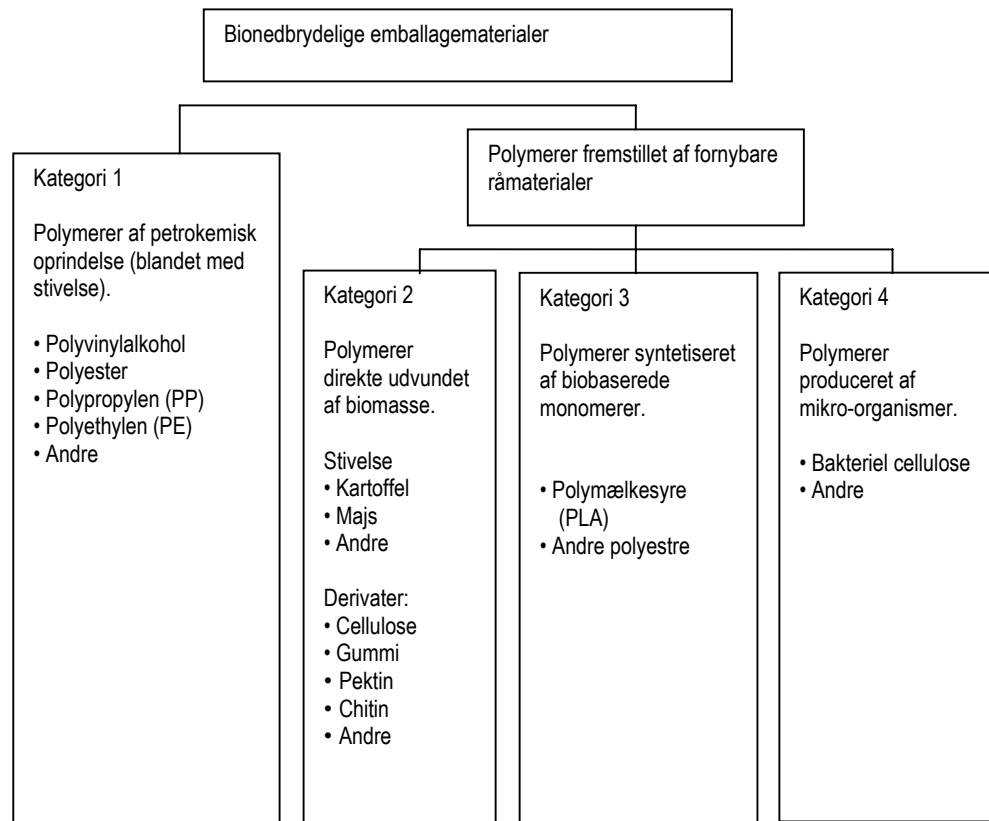 Bionedbrydelige emballagematerialer
Polymerer fremstillet af fornybare
råmaterialer
Kategori 1
Polymerer af petrokemisk
oprindelse (blandet med
stivelse).
• Polyvinylalkohol
• Polyester
• Polypropylen (PP)
• Polyethylen (PE)
• Andre
Kategori 2
Polymerer
direkte udvundet
af biomasse.
Stivelse
• Kartoffel
• Majs
• Andre
Derivater:
• Cellulose
• Gummi
• Pektin
• Chitin
• Andre
Kategori 3
Polymerer syntetiseret
af biobaserede
monomerer.
• Polymælkesyre
(PLA)
• Andre polyestre
Kategori 4
Polymerer
produceret af
mikro-organismer.
• Bakteriel cellulose
• Andre